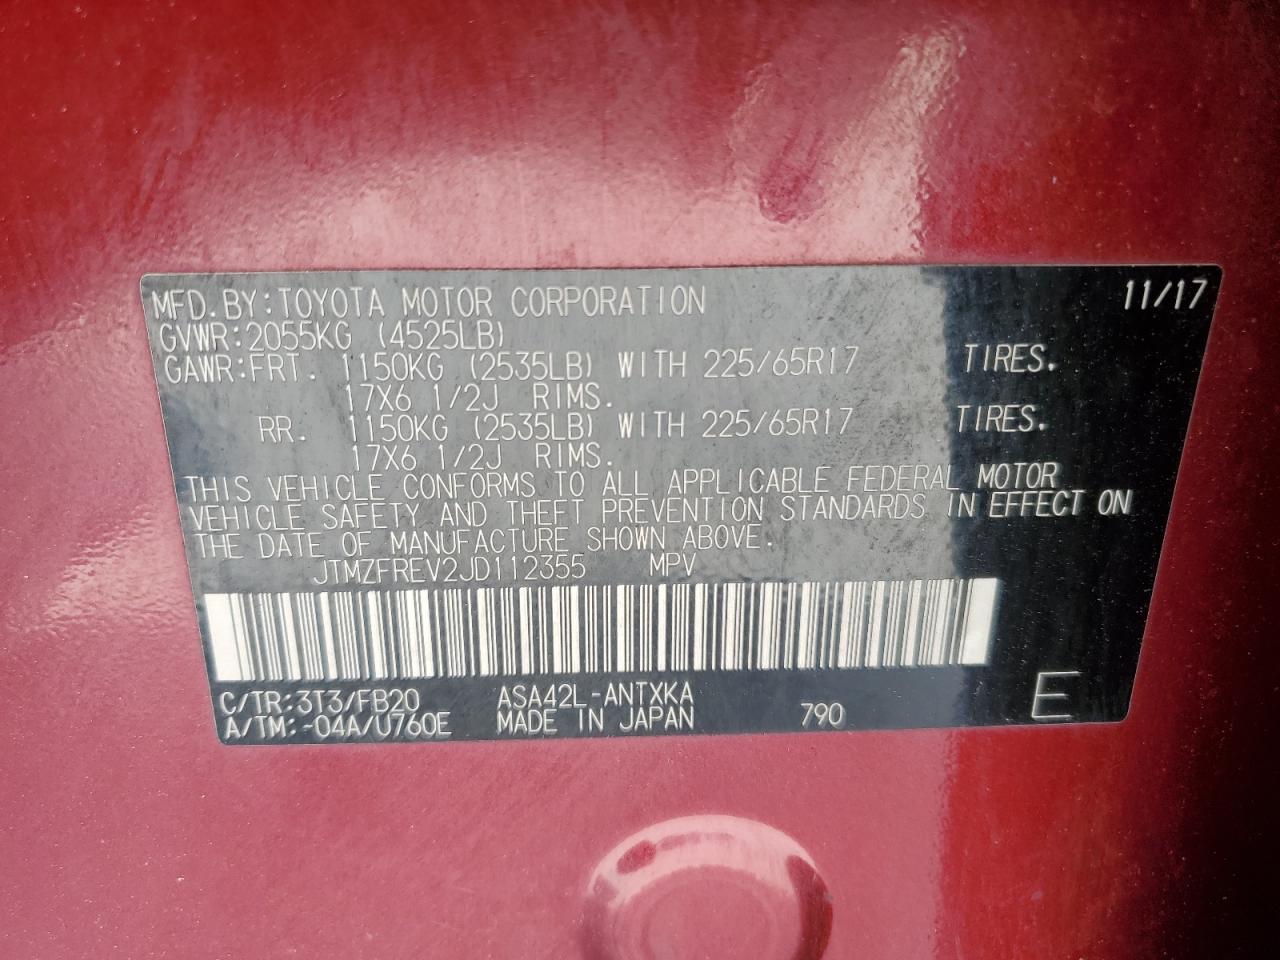 MFD.BY:TOYOTA MOTOR CORPORATION 11/17
GVWR:2055KG (4525LB)
GAWR:FRT. 1150KG (2535LB) WITH 225/65R17 TIRES.
17X6 1/2J RIMS.
RR. 1150KG (2535LB) WITH 225/65R17 TIRES.
17X6 1/2J RIMS.
THIS VEHICLE CONFORMS TO ALL APPLICABLE FEDERAL MOTOR
VEHICLE SAFETY AND THEFT PREVENTION STANDARDS IN EFFECT ON
THE DATE OF MANUFACTURE SHOWN ABOVE.
JTMZFREV2JD112355 MPV
C/TR:3T3/FB20 ASA42L-ANTXKA
A/TM:-04A/U760E MADE IN JAPAN 790 E